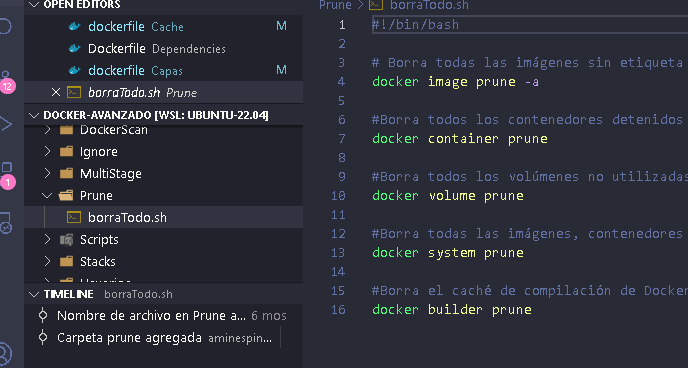 OPEN EDITORS
dockerfile Cache M
Dockerfile Dependencies
dockerfile Capas M
borraTodo.sh Prune
DOCKER-AVANZADO [WSL: UBUNTU-22.04]
DockerScan
Ignore
MultiStage
Prune
borraTodo.sh
Scripts
Stacks
TIMELINE borraTodo.sh
Nombre de archivo en Prune a... 6 mos
Carpeta prune agregada aminespin...
12
1
Prune > borraTodo.sh
1 #!/bin/bash
2
3 # Borra todas las imágenes sin etiqueta
4 docker image prune -a
5
6 #Borra todos los contenedores detenidos
7 docker container prune
8
9 #Borra todos los volúmenes no utilizadas
10 docker volume prune
11
12 #Borra todas las imágenes, contenedores
13 docker system prune
14
15 #Borra el caché de compilación de Docker
16 docker builder prune